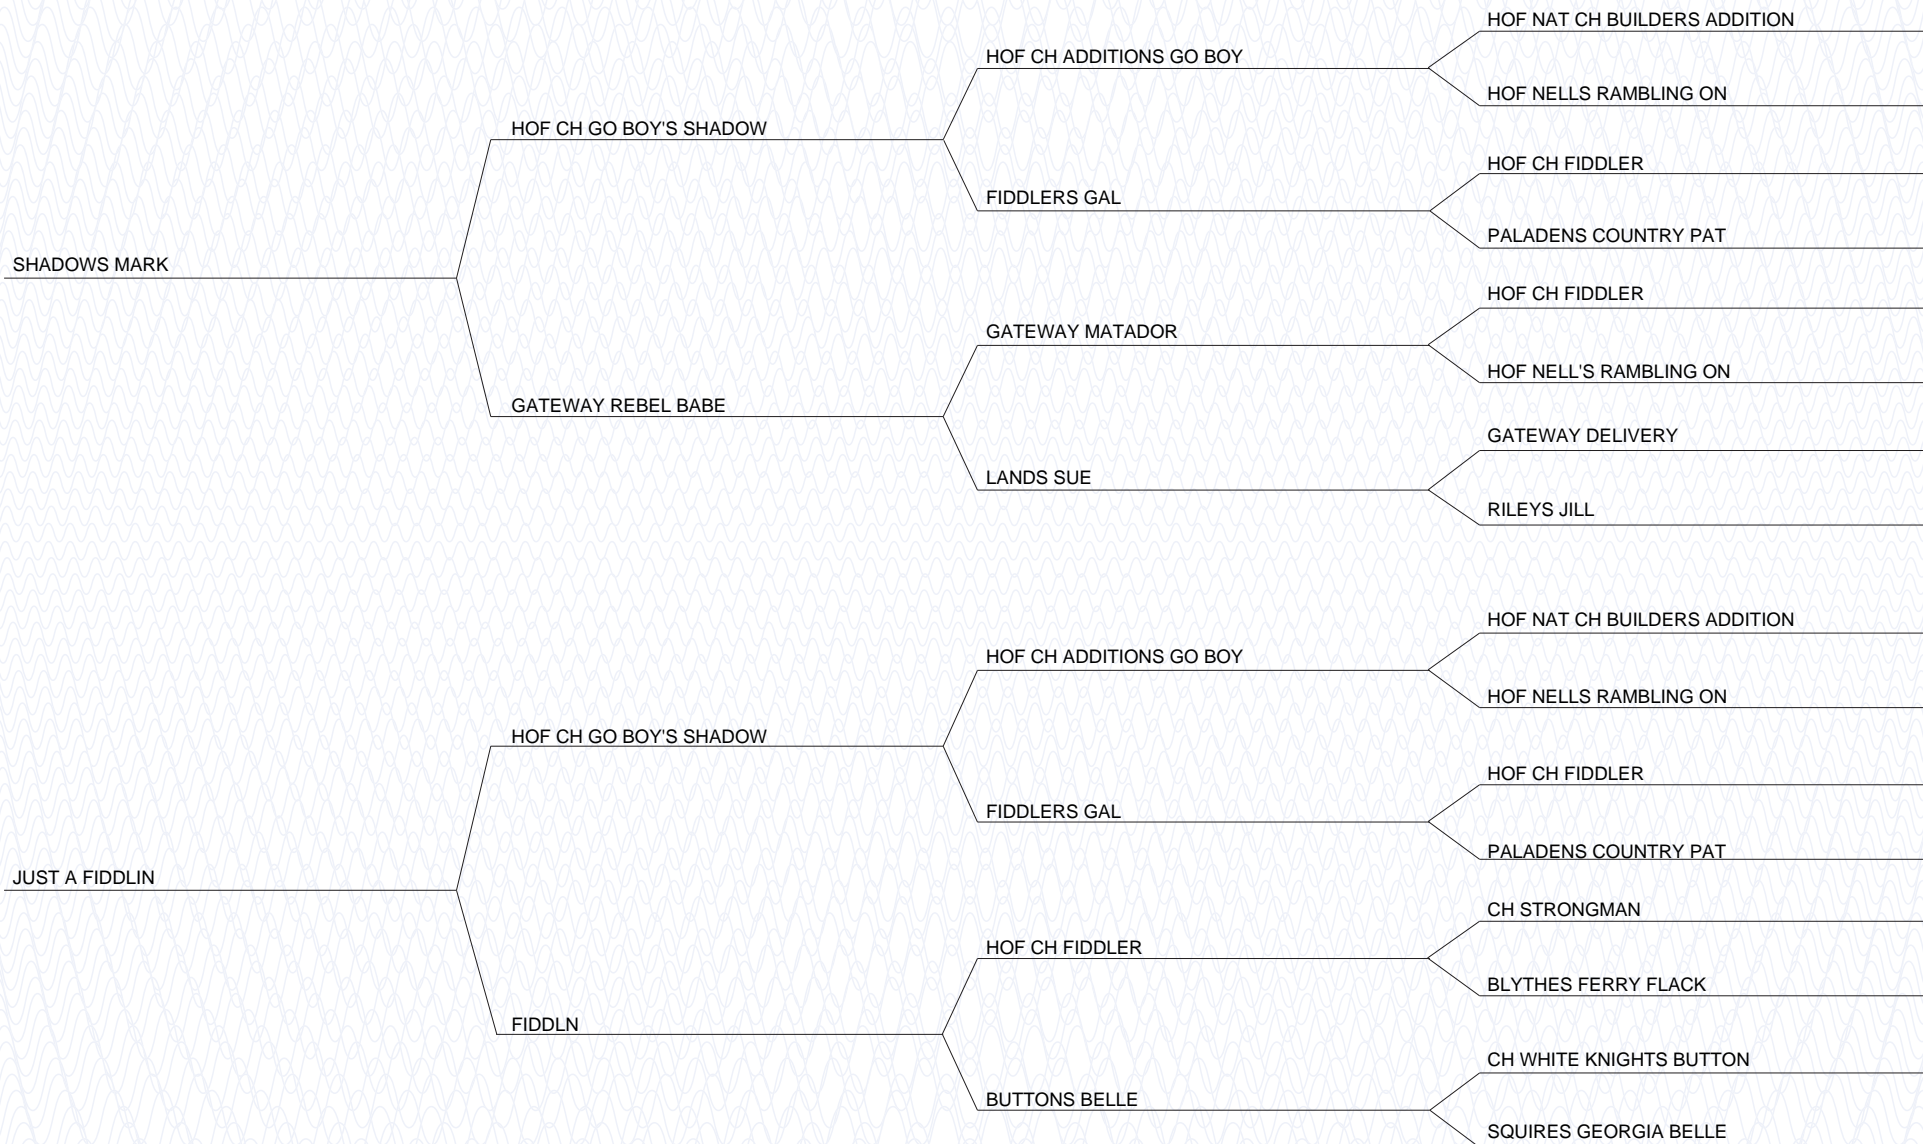 HOF NAT CH BUILDERS ADDITION
HOF CH ADDITIONS GO BOY
HOF NELLS RAMBLING ON
HOF CH GO BOY'S SHADOW
HOF CH FIDDLER
FIDDLERS GAL
PALADENS COUNTRY PAT
SHADOWS MARK
HOF CH FIDDLER
GATEWAY MATADOR
HOF NELL'S RAMBLING ON
GATEWAY REBEL BABE
GATEWAY DELIVERY
LANDS SUE
RILEYS JILL
HOF NAT CH BUILDERS ADDITION
HOF CH ADDITIONS GO BOY
HOF NELLS RAMBLING ON
HOF CH GO BOY'S SHADOW
HOF CH FIDDLER
FIDDLERS GAL
PALADENS COUNTRY PAT
JUST A FIDDLIN
CH STRONGMAN
HOF CH FIDDLER
BLYTHES FERRY FLACK
FIDDLN
CH WHITE KNIGHTS BUTTON
BUTTONS BELLE
SQUIRES GEORGIA BELLE